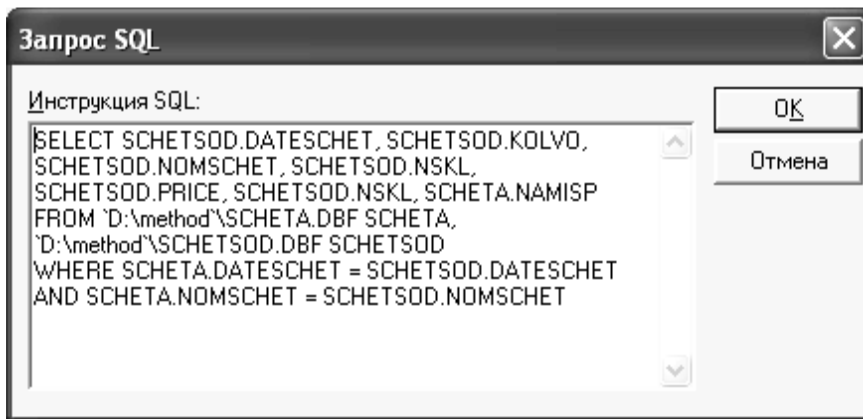 Запрос SQL
Инструкция SQL:
SELECT SCHETSOD.DATESCHET, SCHETSOD.KOLVO,
SCHETSOD.NOMSCHET, SCHETSOD.NSKL,
SCHETSOD.PRICE, SCHETSOD.NSKL, SCHETA.NAMISP
FROM `D:\method`\SCHETA.DBF SCHETA,
`D:\method`\SCHETSOD.DBF SCHETSOD
WHERE SCHETA.DATESCHET = SCHETSOD.DATESCHET
AND SCHETA.NOMSCHET = SCHETSOD.NOMSCHET
OK
Отмена